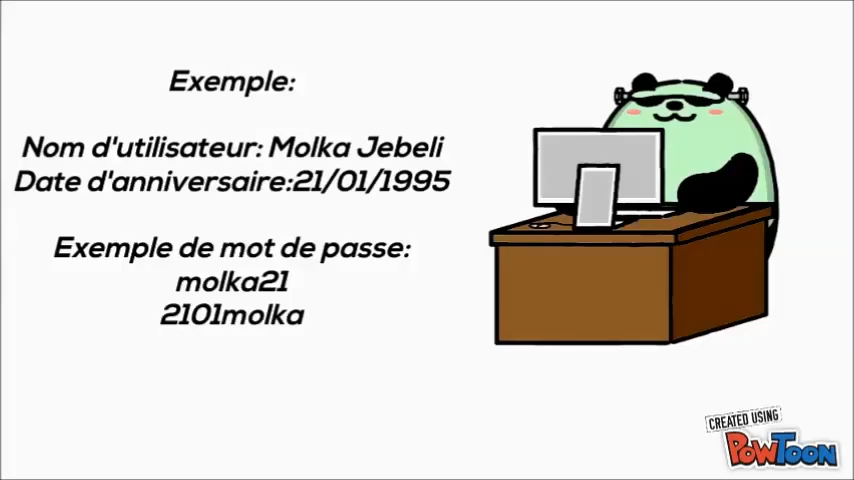 Exemple:
Nom d'utilisateur: Molka Jebeli
Date d'anniversaire:21/01/1995
Exemple de mot de passe:
molka21
2101molka
CREATED USING
POWTOON